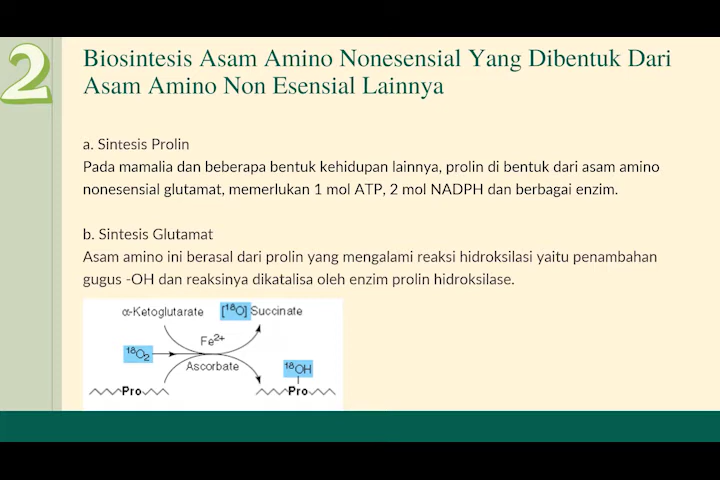 2
Biosintesis Asam Amino Nonesensial Yang Dibentuk Dari
Asam Amino Non Esensial Lainnya
a. Sintesis Prolin
Pada mamalia dan beberapa bentuk kehidupan lainnya, prolin di bentuk dari asam amino
nonesensial glutamat, memerlukan 1 mol ATP, 2 mol NADPH dan berbagai enzim.
b. Sintesis Glutamat
Asam amino ini berasal dari prolin yang mengalami reaksi hidroksilasi yaitu penambahan
gugus -OH dan reaksinya dikatalisa oleh enzim prolin hidroksilase.
α-Ketoglutarate [¹⁸O] Succinate
Fe²⁺
¹⁸O₂
Ascorbate
¹⁸OH
Pro Pro